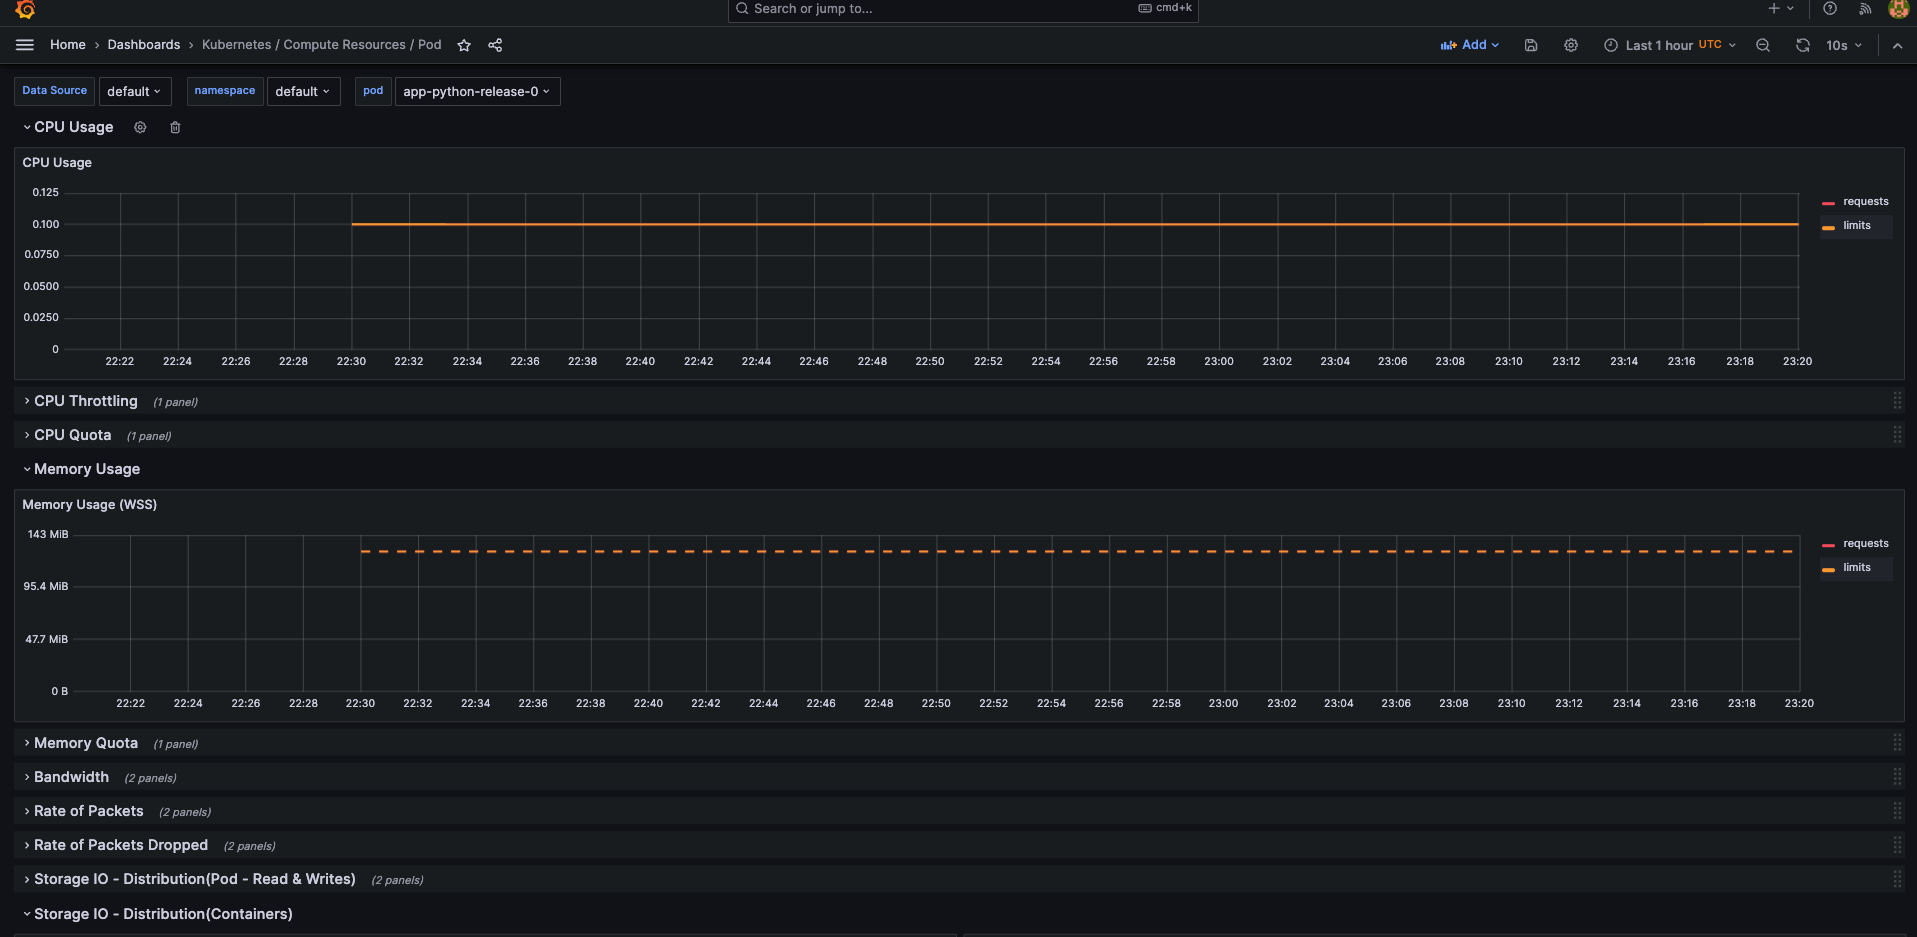 Search or jump to... cmd+k
Home › Dashboards › Kubernetes / Compute Resources / Pod Add Last 1 hour UTC 10s
Data Source default namespace default pod app-python-release-0
CPU Usage
CPU Usage
0.125
0.100
0.0750
0.0500
0.0250
0
22:22 22:24 22:26 22:28 22:30 22:32 22:34 22:36 22:38 22:40 22:42 22:44 22:46 22:48 22:50 22:52 22:54 22:56 22:58 23:00 23:02 23:04 23:06 23:08 23:10 23:12 23:14 23:16 23:18 23:20
requests
limits
CPU Throttling (1 panel)
CPU Quota (1 panel)
Memory Usage
Memory Usage (WSS)
143 MiB
95.4 MiB
47.7 MiB
0 B
22:22 22:24 22:26 22:28 22:30 22:32 22:34 22:36 22:38 22:40 22:42 22:44 22:46 22:48 22:50 22:52 22:54 22:56 22:58 23:00 23:02 23:04 23:06 23:08 23:10 23:12 23:14 23:16 23:18 23:20
requests
limits
Memory Quota (1 panel)
Bandwidth (2 panels)
Rate of Packets (2 panels)
Rate of Packets Dropped (2 panels)
Storage IO - Distribution(Pod - Read & Writes) (2 panels)
Storage IO - Distribution(Containers)